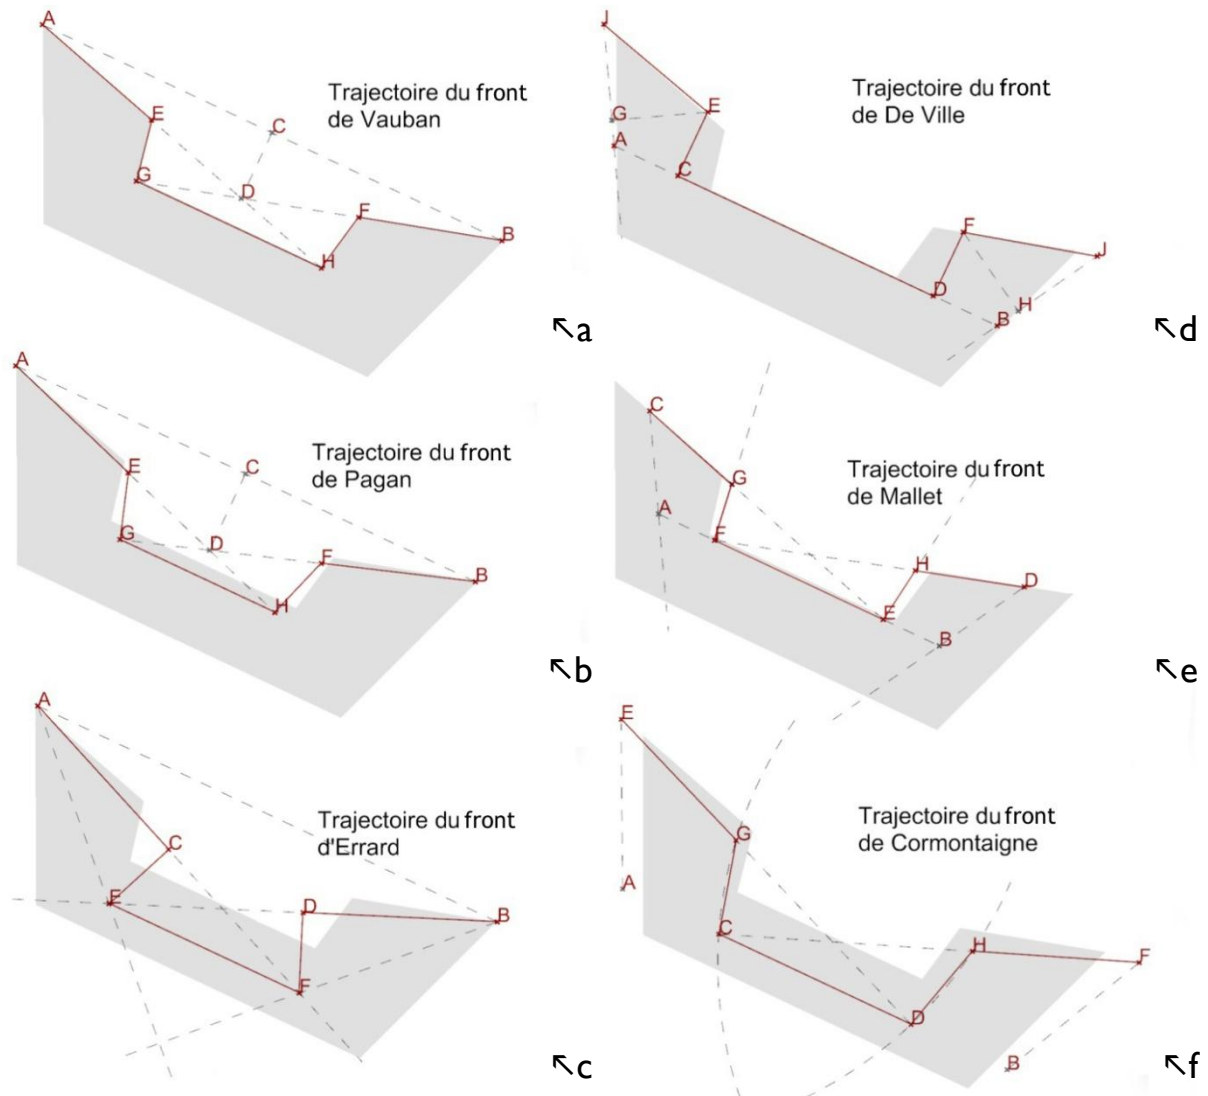 A
E
C
Trajectoire du front
de Vauban
G
D
F
B
H
↖a
J
G
E
A
Trajectoire du front
de De Ville
C
F
J
D
H
B
↖d
A
E
C
Trajectoire du front
de Pagan
G
D
F
B
H
↖b
C
G
Trajectoire du front
de Mallet
A
F
H
D
E
B
↖e
A
C
Trajectoire du front
d'Errard
E
D
B
F
↖c
E
G
Trajectoire du front
de Cormontaigne
A
C
H
F
D
B
↖f